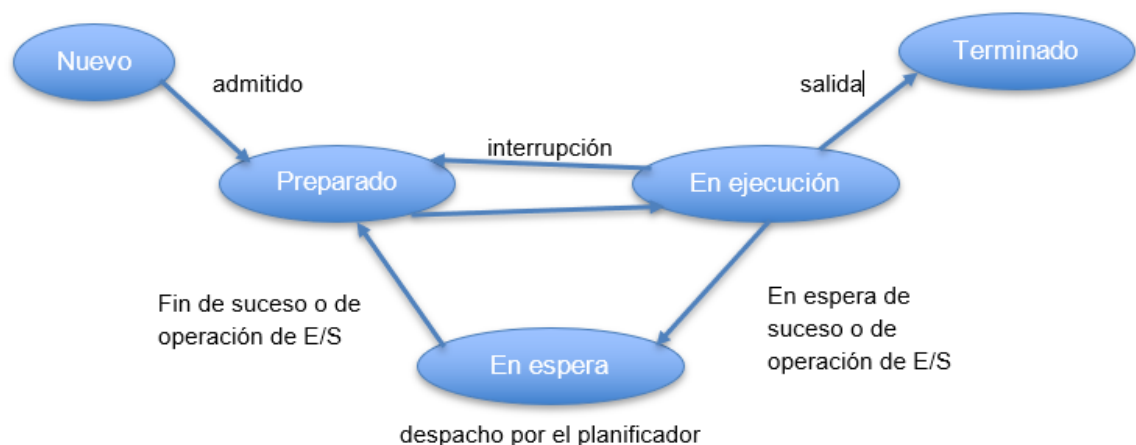 Nuevo
Terminado
admitido
salida
interrupción
Preparado
En ejecución
Fin de suceso o de
operación de E/S
En espera de
suceso o de
operación de E/S
En espera
despacho por el planificador